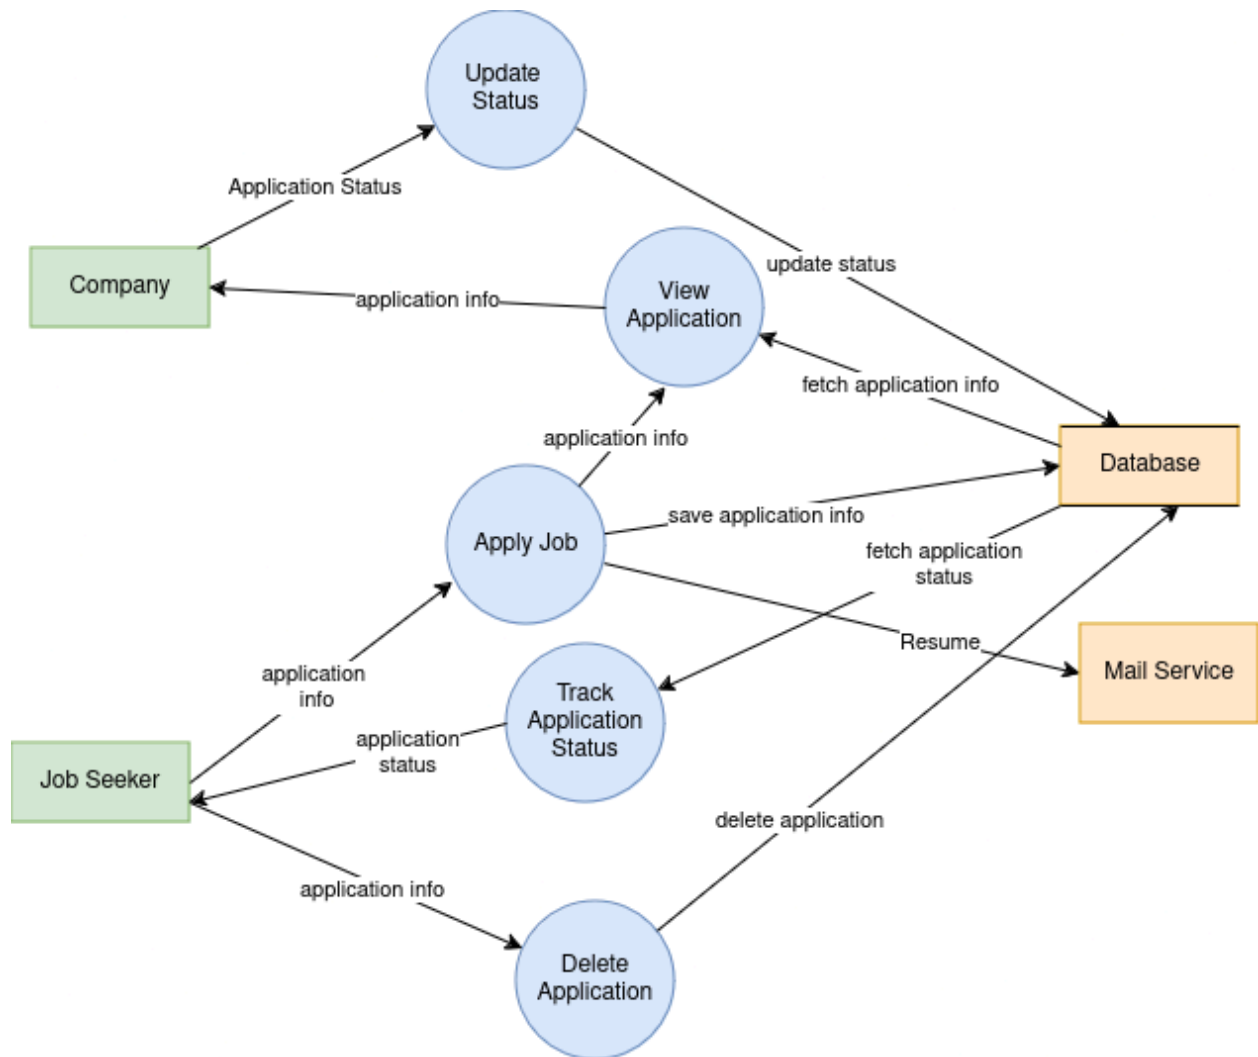 Update
Status
Application Status
Company
update status
View
Application
application info
fetch application info
application info
Database
save application info
Apply Job
fetch application
status
Resume
Mail Service
application
info
Track
Application
Status
application
status
Job Seeker
delete application
application info
Delete
Application